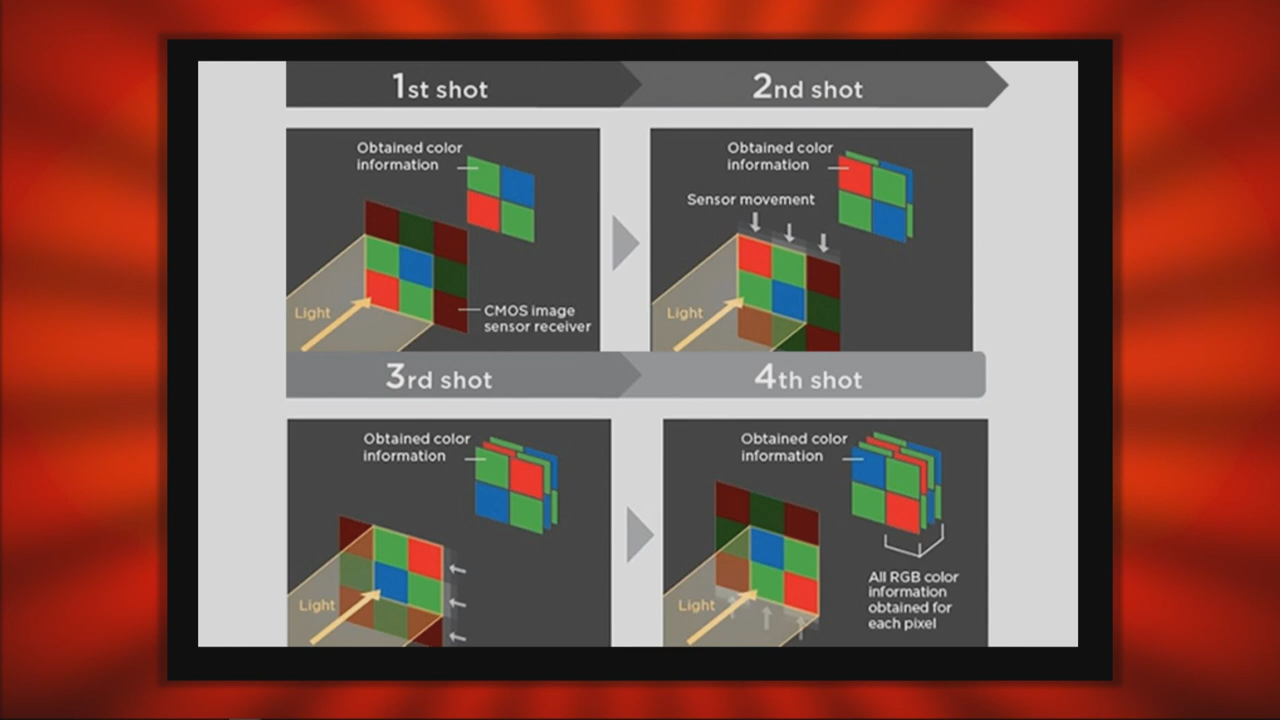 1st shot
2nd shot
Obtained color
information
CMOS image
sensor receiver
Light
Obtained color
information
Sensor movement
Light
3rd shot
4th shot
Obtained color
information
Light
Obtained color
information
Light
All RGB color
information
obtained for
each pixel